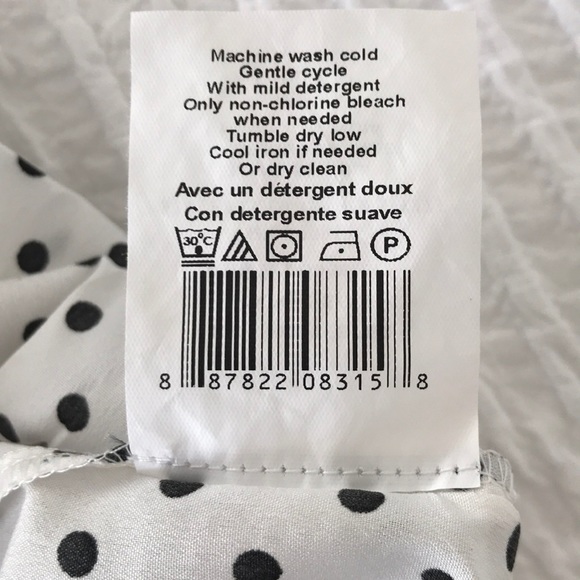 Machine wash cold
Gentle cycle
With mild detergent
Only non-chlorine bleach
when needed
Tumble dry low
Cool iron if needed
Or dry clean
Avec un détergent doux
Con detergente suave
30°C P
8 87822 08315 8